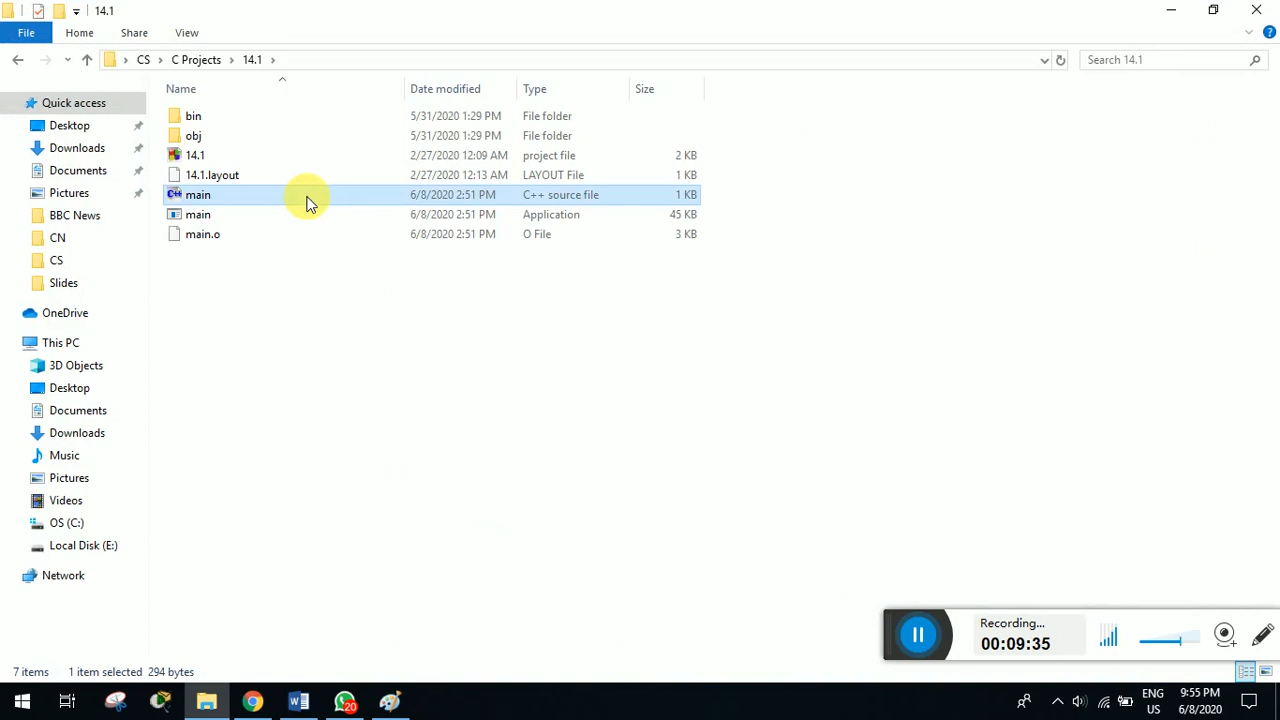 14.1
File Home Share View
CS C Projects 14.1 Search 14.1
Name Date modified Type Size
Quick access
Desktop
Downloads
Documents
Pictures
BBC News
CN
CS
Slides
OneDrive
This PC
3D Objects
Desktop
Documents
Downloads
Music
Pictures
Videos
OS (C:)
Local Disk (E:)
Network
bin 5/31/2020 1:29 PM File folder
obj 5/31/2020 1:29 PM File folder
14.1 2/27/2020 12:09 AM project file 2 KB
14.1.layout 2/27/2020 12:13 AM LAYOUT File 1 KB
main 6/8/2020 2:51 PM C++ source file 1 KB
main 6/8/2020 2:51 PM Application 45 KB
main.o 6/8/2020 2:51 PM O File 3 KB
Recording...
00:09:35
7 items 1 item selected 294 bytes
20
ENG
US
9:55 PM
6/8/2020